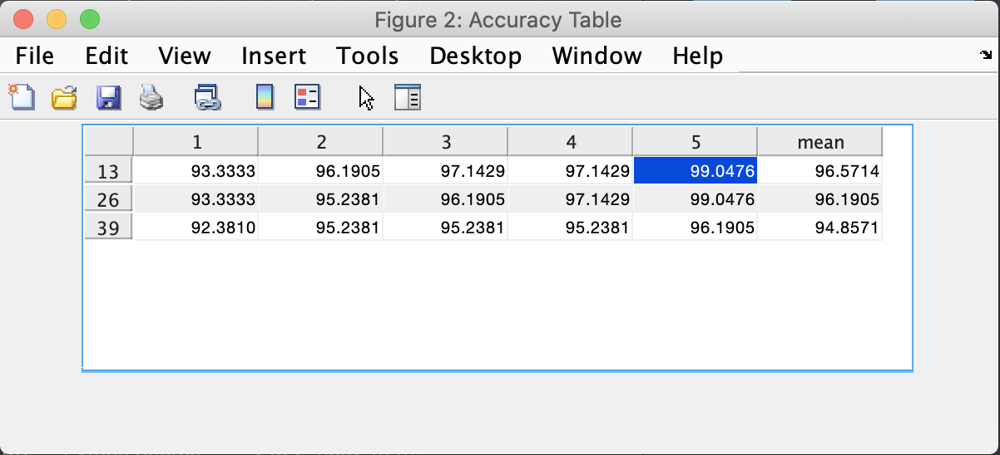 Figure 2: Accuracy Table
File Edit View Insert Tools Desktop Window Help
1 2 3 4 5 mean
13 93.3333 96.1905 97.1429 97.1429 99.0476 96.5714
26 93.3333 95.2381 96.1905 97.1429 99.0476 96.1905
39 92.3810 95.2381 95.2381 95.2381 96.1905 94.8571